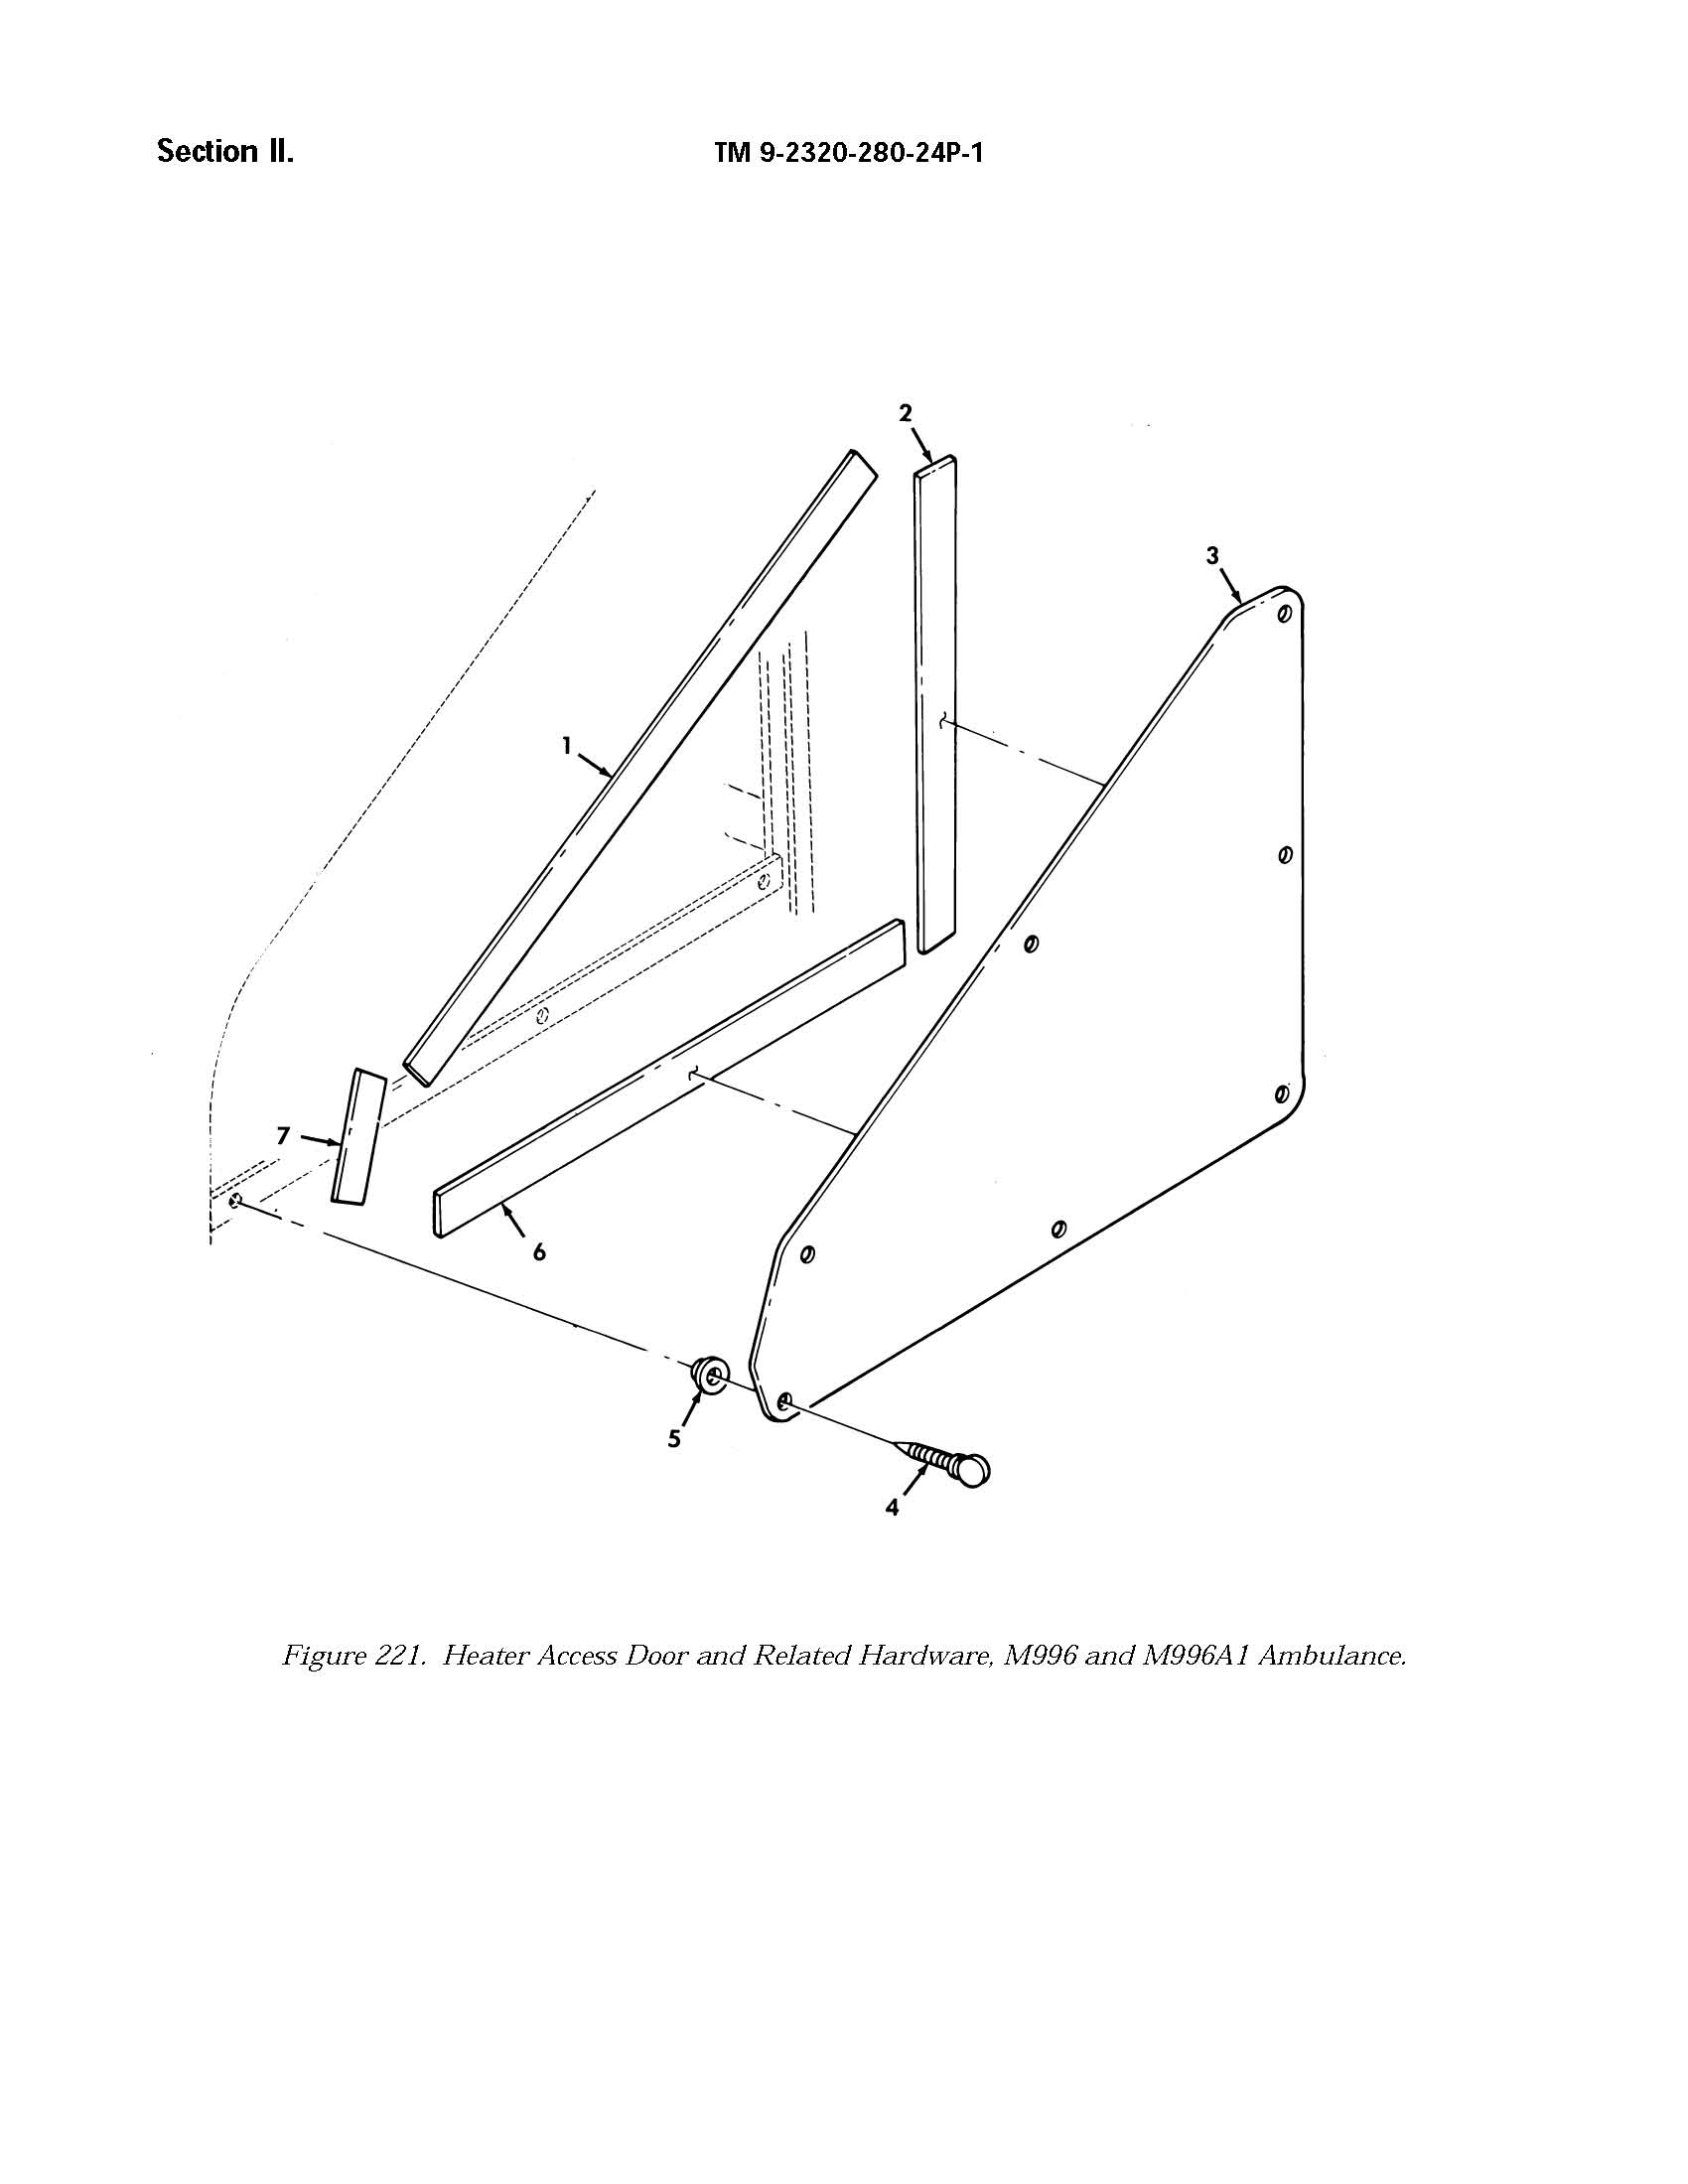 Section II.
TM 9-2320-280-24P-1
2
3
1
7
6
5
4
Figure 221. Heater Access Door and Related Hardware, M996 and M996A1 Ambulance.